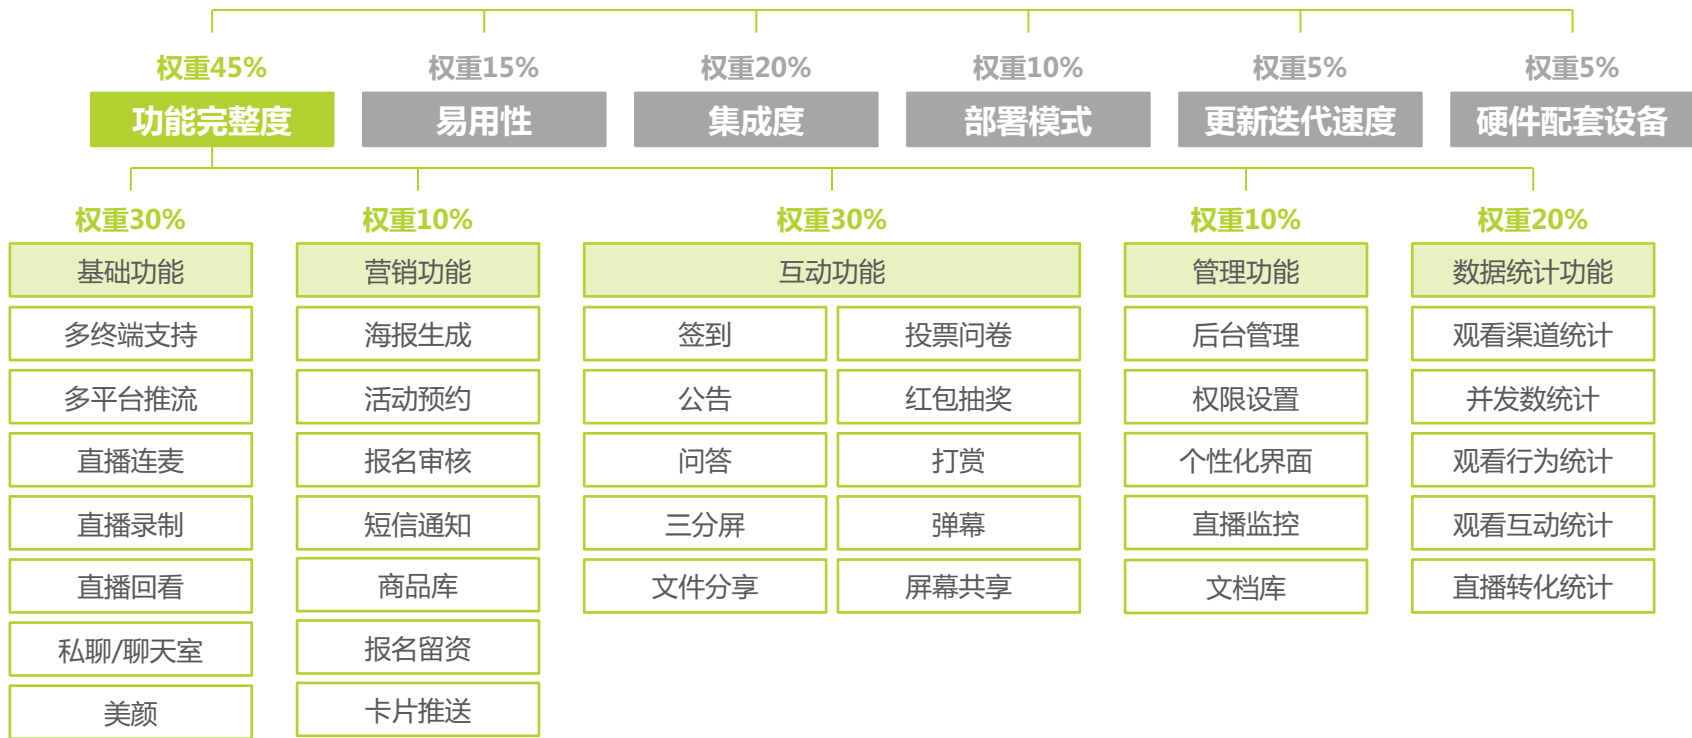 权重45% 权重15% 权重20% 权重10% 权重5% 权重5%
功能完整度 易用性 集成度 部署模式 更新迭代速度 硬件配套设备
权重30% 权重10% 权重30% 权重10% 权重20%
基础功能 营销功能 互动功能 管理功能 数据统计功能
多终端支持 海报生成 签到 投票问卷 后台管理 观看渠道统计
多平台推流 活动预约 公告 红包抽奖 权限设置 并发数统计
直播连麦 报名审核 问答 打赏 个性化界面 观看行为统计
直播录制 短信通知 三分屏 弹幕 直播监控 观看互动统计
直播回看 商品库 文件分享 屏幕共享 文档库 直播转化统计
私聊/聊天室 报名留资
美颜 卡片推送